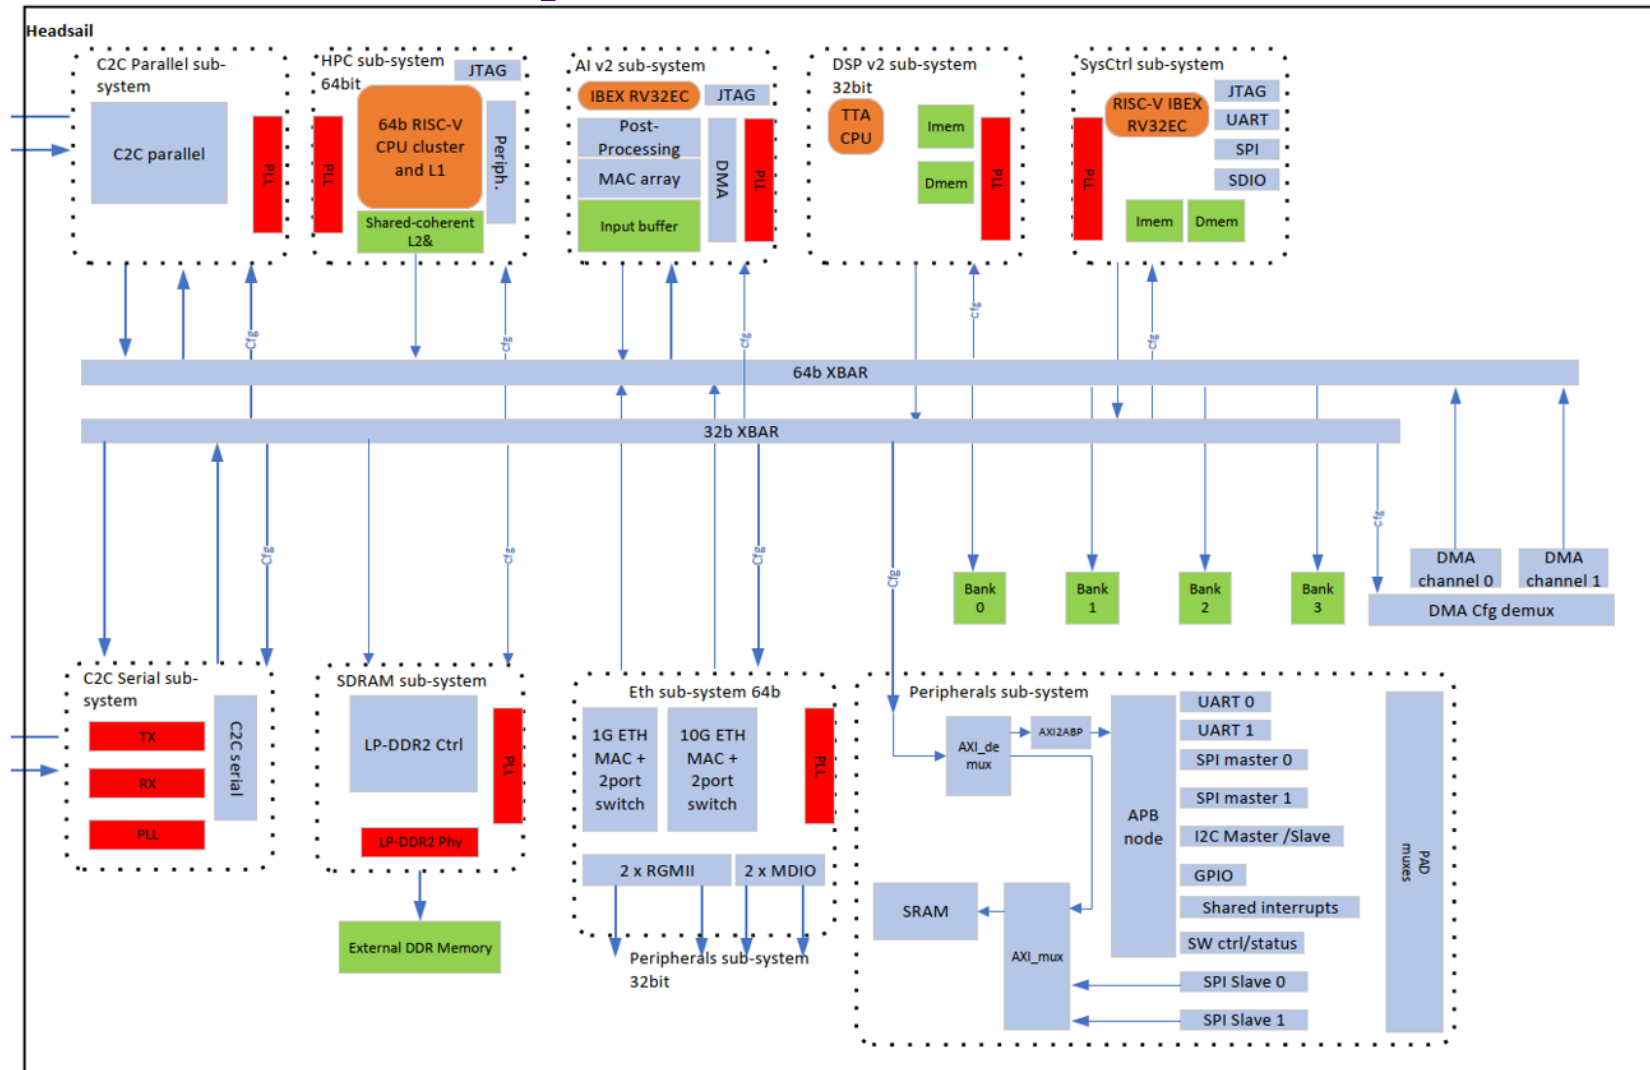 Headsail
C2C Parallel sub-
system
C2C parallel
PLL
HPC sub-system
64bit
JTAG
PLL
64b RISC-V
CPU cluster
and L1
Periph.
Shared-coherent
L2&
AI v2 sub-system
IBEX RV32EC
JTAG
Post-
Processing
MAC array
Input buffer
DMA
PLL
DSP v2 sub-system
32bit
TTA
CPU
Imem
Dmem
PLL
SysCtrl sub-system
PLL
RISC-V IBEX
RV32EC
JTAG
UART
SPI
SDIO
Imem
Dmem
Cfg
cfg
cfg
cfg
cfg
64b XBAR
32b XBAR
Cfg
cfg
Cfg
Cfg
cfg
Bank
0
Bank
1
Bank
2
Bank
3
DMA
channel 0
DMA
channel 1
DMA Cfg demux
C2C Serial sub-
system
TX
RX
PLL
C2C serial
SDRAM sub-system
LP-DDR2 Ctrl
PLL
LP-DDR2 Phy
External DDR Memory
Eth sub-system 64b
1G ETH
MAC +
2port
switch
10G ETH
MAC +
2port
switch
PLL
2 x RGMII
2 x MDIO
Peripherals sub-system
32bit
Peripherals sub-system
AXI_de
mux
AXI2ABP
APB
node
UART 0
UART 1
SPI master 0
SPI master 1
I2C Master /Slave
GPIO
Shared interrupts
SW ctrl/status
SPI Slave 0
SPI Slave 1
SRAM
AXI_mux
PAD
muxes